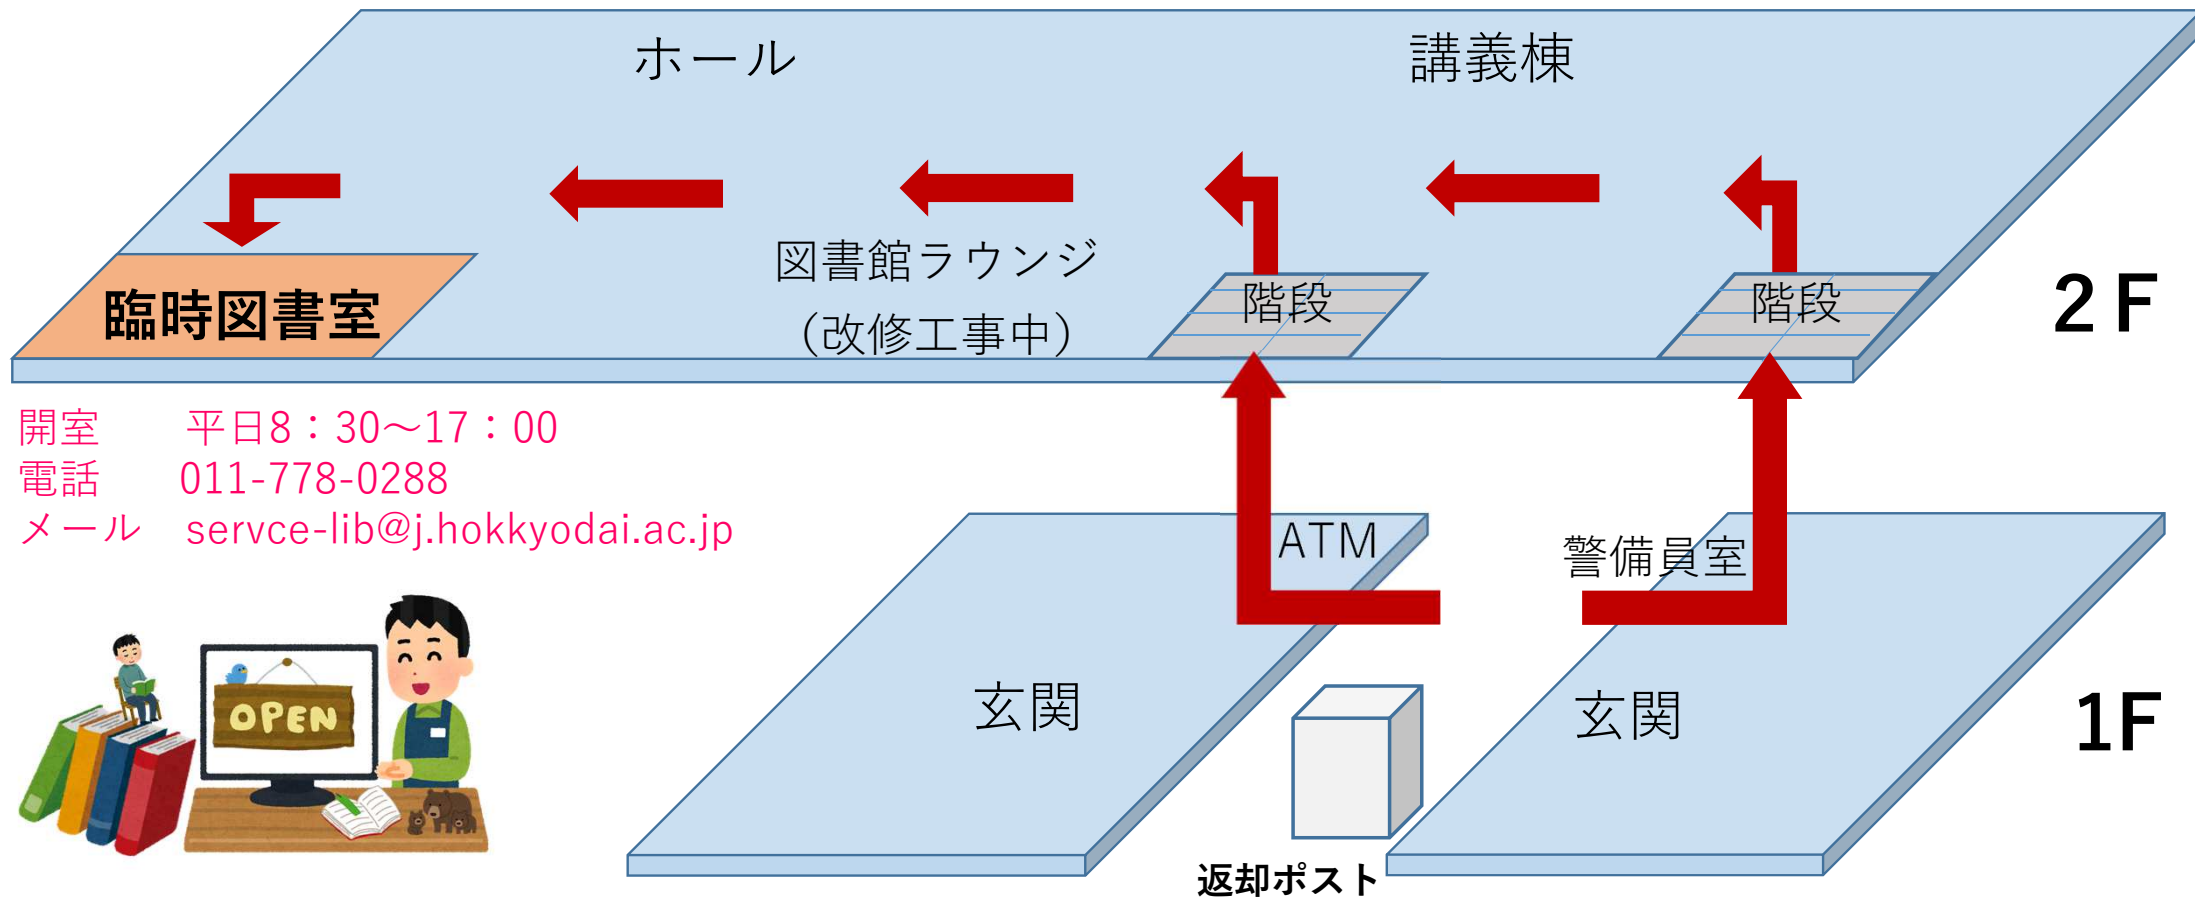 ホール
講義棟
図書館ラウンジ
（改修工事中）
階段
階段
臨時図書室
２Ｆ
開室　平日8：30～17：00
電話　011-778-0288
メール　servce-lib@j.hokkyodai.ac.jp
ATM
警備員室
OPEN
玄関
玄関
1F
返却ポスト